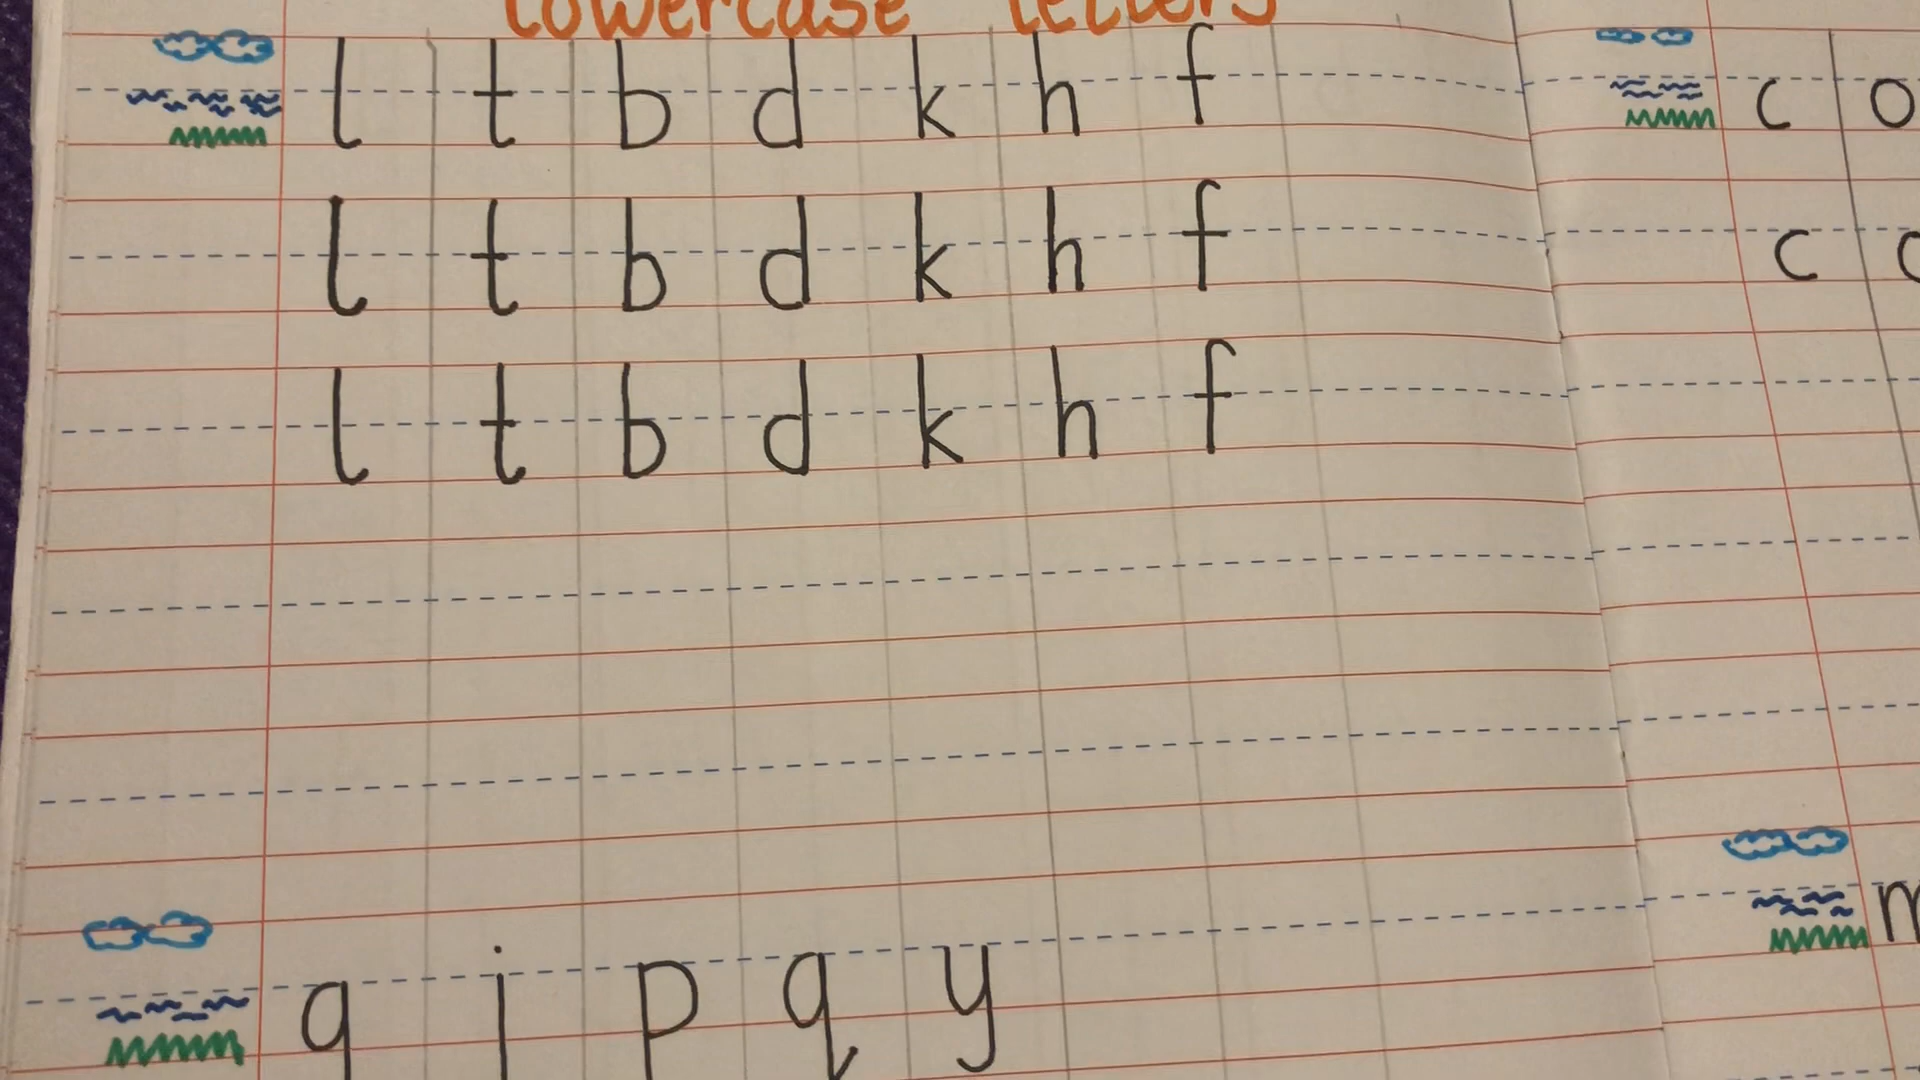 lowercase letters
l t b d k h f
l t b d k h f
l t b d k h f
g j p q y
c o
c
m